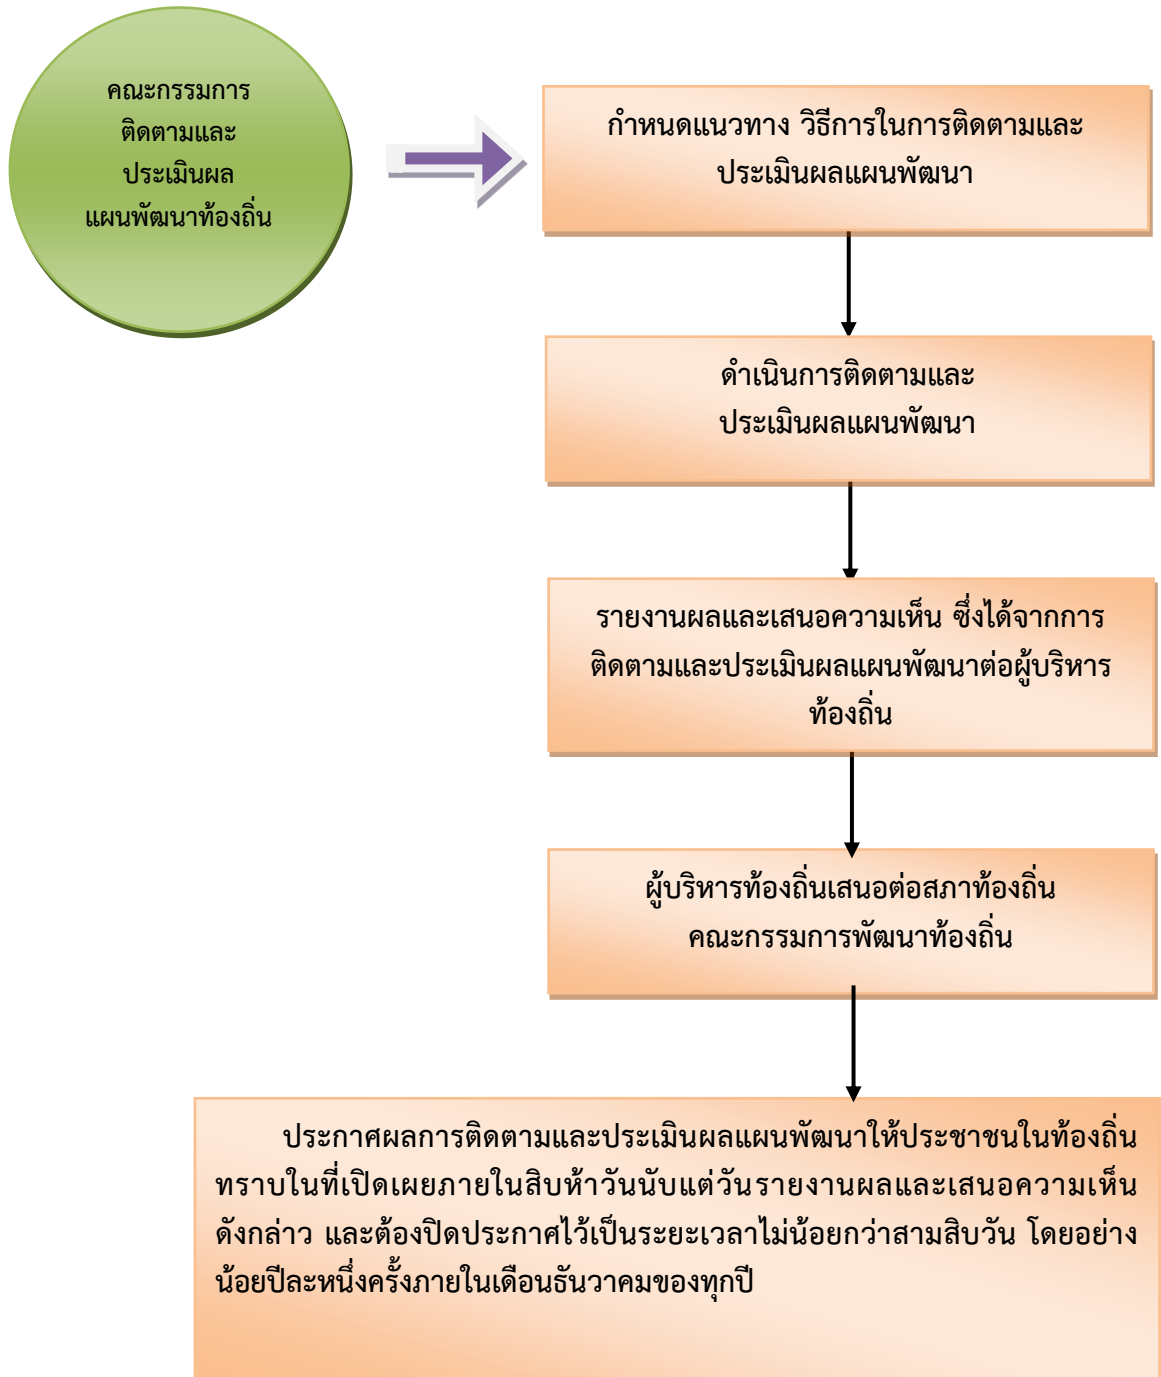 คณะกรรมการ
ติดตามและ
ประเมินผล
แผนพัฒนาท้องถิ่น
กำหนดแนวทาง วิธีการในการติดตามและ
ประเมินผลแผนพัฒนา
ดำเนินการติดตามและ
ประเมินผลแผนพัฒนา
รายงานผลและเสนอความเห็น ซึ่งได้จากการ
ติดตามและประเมินผลแผนพัฒนาต่อผู้บริหาร
ท้องถิ่น
ผู้บริหารท้องถิ่นเสนอต่อสภาท้องถิ่น
คณะกรรมการพัฒนาท้องถิ่น
ประกาศผลการติดตามและประเมินผลแผนพัฒนาให้ประชาชนในท้องถิ่น
ทราบในที่เปิดเผยภายในสิบห้าวันนับแต่วันรายงานผลและเสนอความเห็น
ดังกล่าว และต้องปิดประกาศไว้เป็นระยะเวลาไม่น้อยกว่าสามสิบวัน โดยอย่าง
น้อยปีละหนึ่งครั้งภายในเดือนธันวาคมของทุกปี